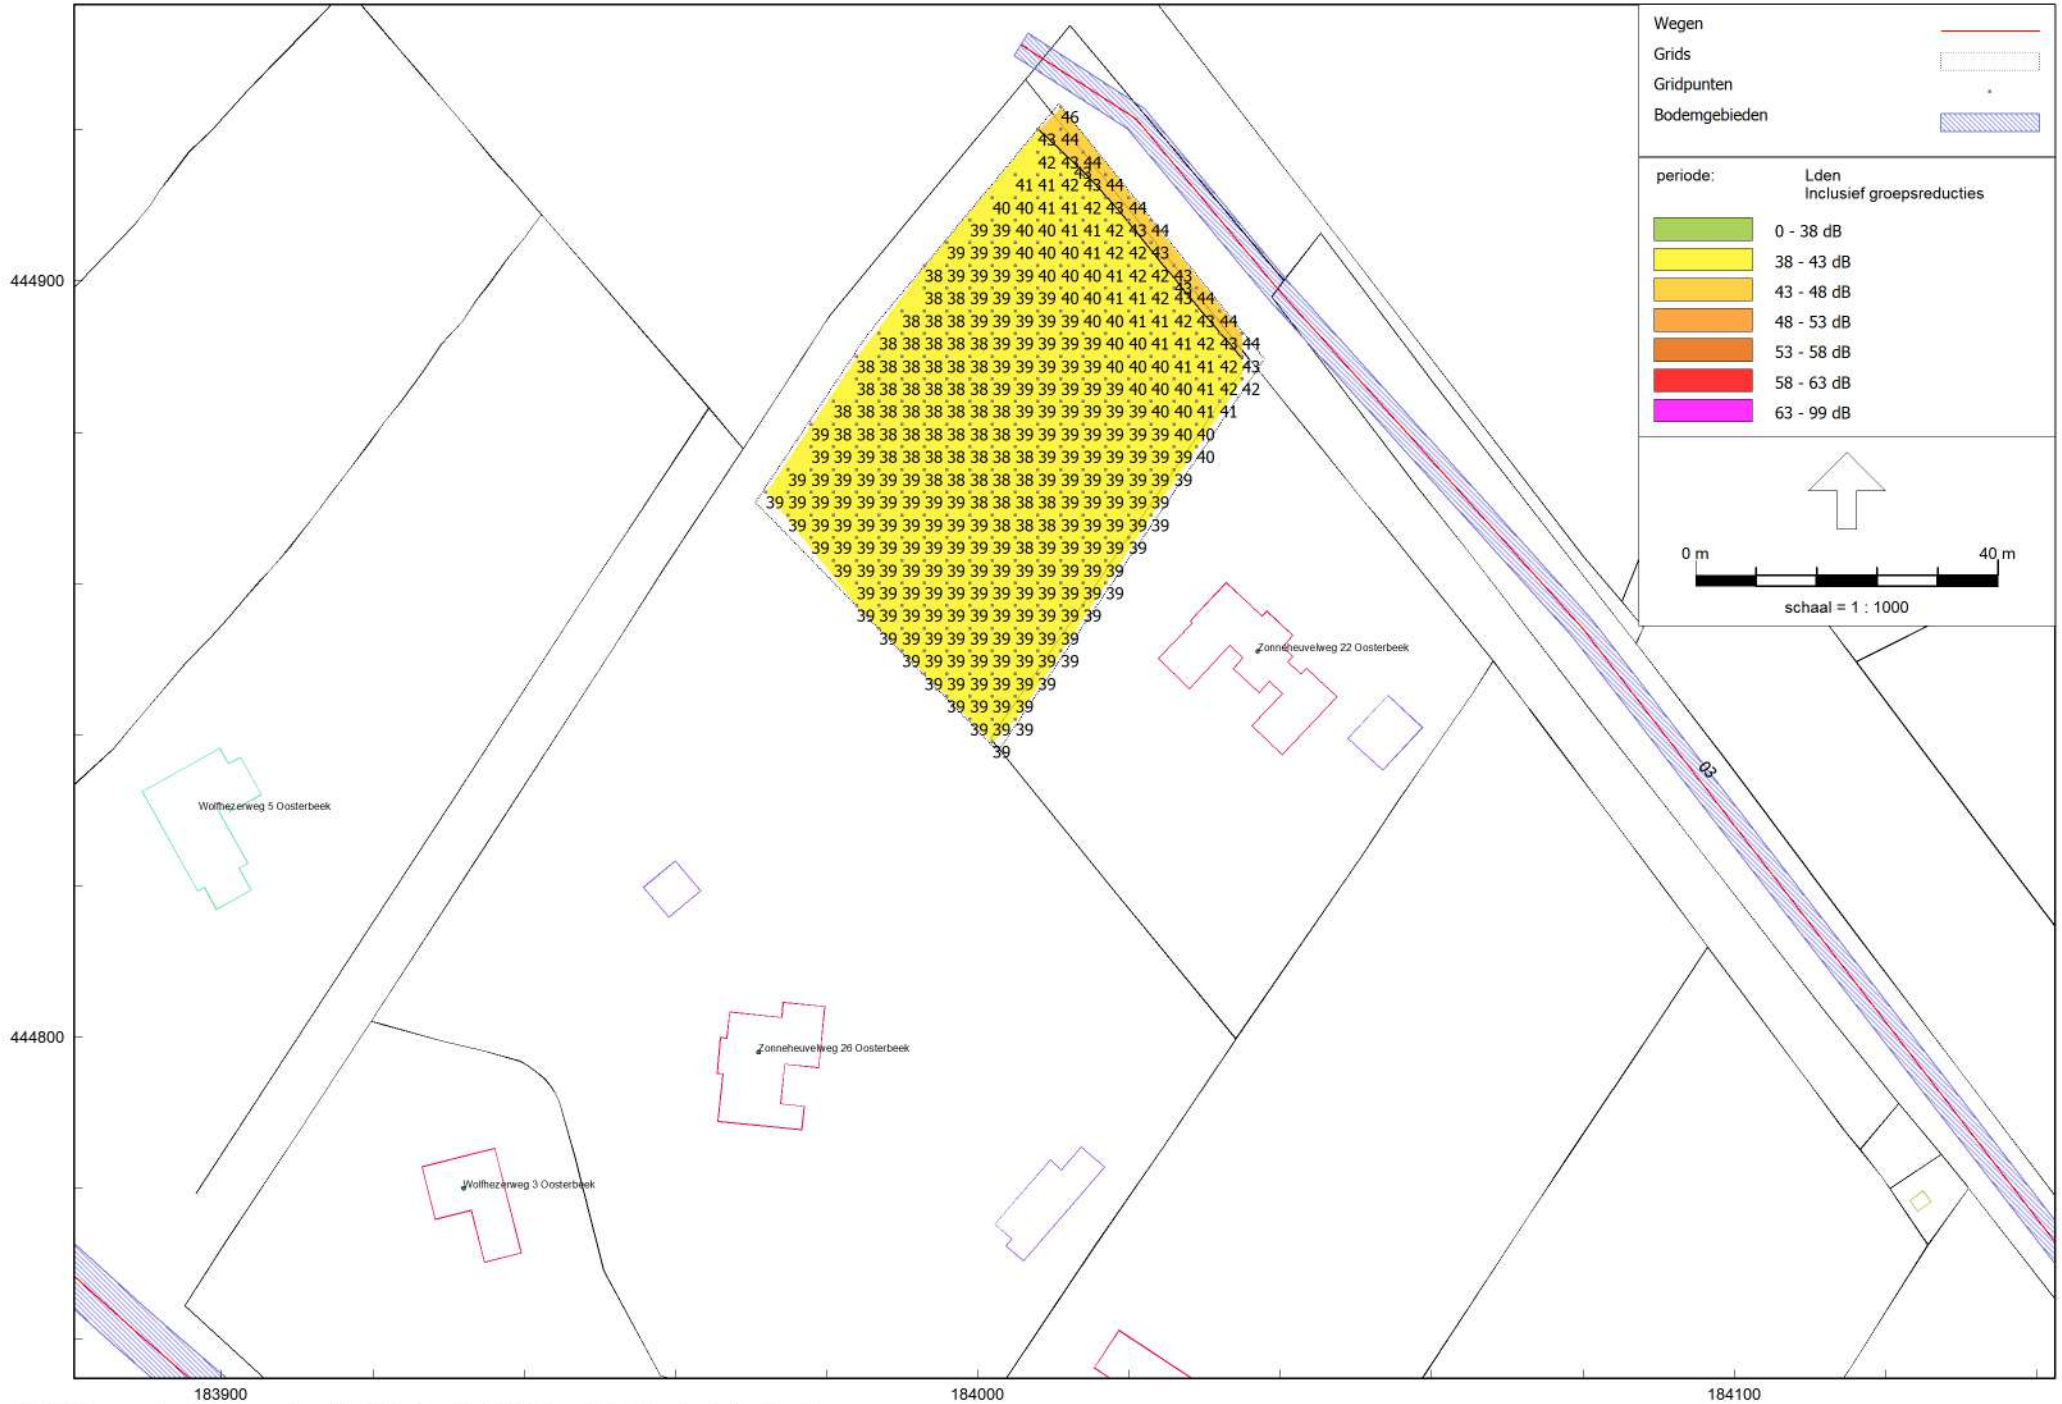 Wegen
Grids
Gridpunten
Bodemgebieden
periode: Lden
Inclusief groepsreducties
0 - 38 dB
38 - 43 dB
43 - 48 dB
48 - 53 dB
53 - 58 dB
58 - 63 dB
63 - 99 dB
0 m 40 m
schaal = 1 : 1000
46
43 44
42 43 44
43
41 41 42 43 44
40 40 41 41 42 43 44
39 39 40 40 41 41 42 43 44
39 39 39 40 40 40 41 42 42 43
38 39 39 39 39 40 40 40 41 42 42 43
43
38 38 39 39 39 39 40 40 41 41 42 43 44
38 38 38 39 39 39 39 39 40 40 41 41 42 43 44
38 38 38 38 38 39 39 39 39 39 40 40 41 41 42 43 44
38 38 38 38 38 38 39 39 39 39 39 40 40 40 41 41 42 43
38 38 38 38 38 38 38 39 39 39 39 39 40 40 40 41 42 42
38 38 38 38 38 38 38 38 39 39 39 39 39 39 40 40 41 41
39 38 38 38 38 38 38 38 38 39 39 39 39 39 39 39 40 40
39 39 39 38 38 38 38 38 38 38 39 39 39 39 39 39 39 40
39 39 39 39 39 39 38 38 38 38 38 39 39 39 39 39 39 39
39 39 39 39 39 39 39 39 38 38 38 38 38 39 39 39 39 39
39 39 39 39 39 39 39 39 39 38 38 38 39 39 39 39 39
39 39 39 39 39 39 39 39 39 38 39 39 39 39 39
39 39 39 39 39 39 39 39 39 39 39 39 39
39 39 39 39 39 39 39 39 39 39 39 39
39 39 39 39 39 39 39 39 39 39 39
39 39 39 39 39 39 39 39 39
39 39 39 39 39 39 39 39
39 39 39 39 39 39
39 39 39 39
39 39 39
39
444900
444800
Zonneheuvelweg 22 Oosterbeek
03
Wolfhezerweg 5 Oosterbeek
Zonneheuvelweg 26 Oosterbeek
Wolfhezerweg 3 Oosterbeek
183900 184000 184100